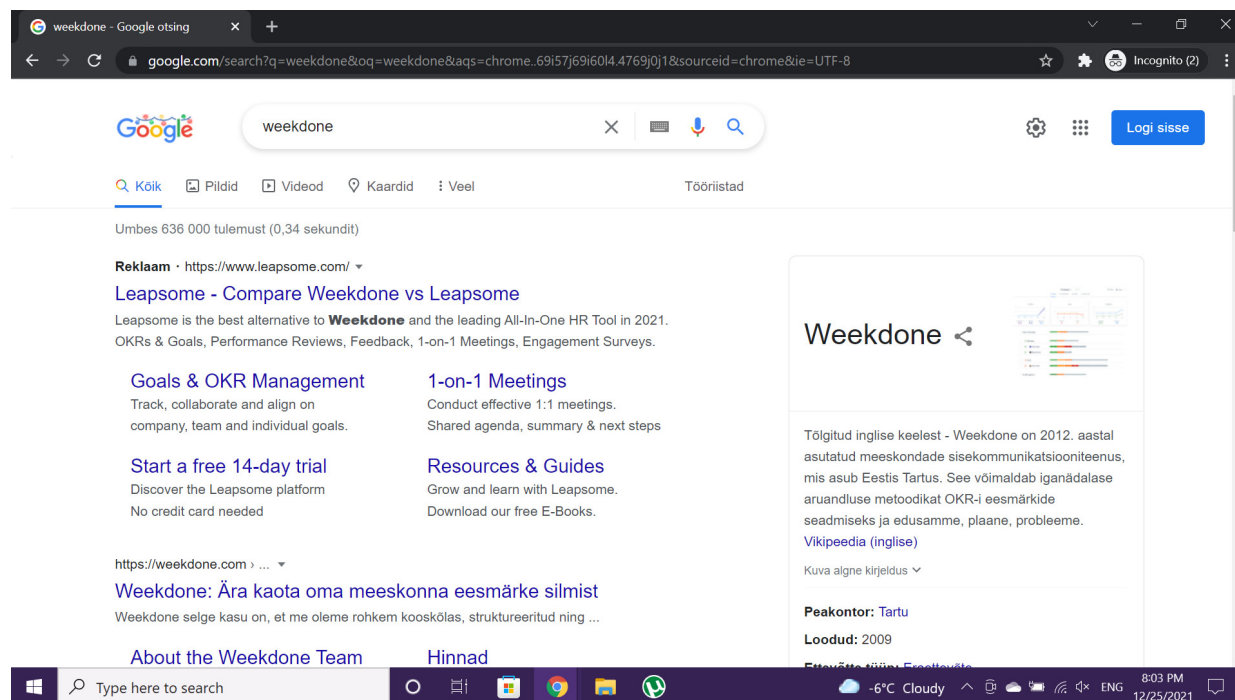 weekdone - Google otsing
google.com/search?q=weekdone&oq=weekdone&aqs=chrome..69i57j69i60l4.4769j0j1&sourceid=chrome&ie=UTF-8
Incognito (2)
Google
weekdone
Logi sisse
Kõik
Pildid
Videod
Kaardid
Veel
Tööriistad
Umbes 636 000 tulemust (0,34 sekundit)
Reklaam · https://www.leapsome.com/
Leapsome - Compare Weekdone vs Leapsome
Leapsome is the best alternative to Weekdone and the leading All-In-One HR Tool in 2021.
OKRs & Goals, Performance Reviews, Feedback, 1-on-1 Meetings, Engagement Surveys.
Goals & OKR Management
Track, collaborate and align on
company, team and individual goals.
1-on-1 Meetings
Conduct effective 1:1 meetings.
Shared agenda, summary & next steps
Start a free 14-day trial
Discover the Leapsome platform
No credit card needed
Resources & Guides
Grow and learn with Leapsome.
Download our free E-Books.
https://weekdone.com › ...
Weekdone: Ära kaota oma meeskonna eesmärke silmist
Weekdone selge kasu on, et me oleme rohkem kooskõlas, struktureeritud ning ...
About the Weekdone Team
Hinnad
Weekdone
Tõlgitud inglise keelest - Weekdone on 2012. aastal
asutatud meeskondade sisekommunikatsiooniteenus,
mis asub Eestis Tartus. See võimaldab iganädalase
aruandluse metoodikat OKR-i eesmärkide
seadmiseks ja edusamme, plaane, probleeme.
Vikipeedia (inglise)
Kuva algne kirjeldus
Peakontor: Tartu
Loodud: 2009
Ettevõtte tüüp: Eraettevõte
Type here to search
-6°C Cloudy
ENG
8:03 PM
12/25/2021